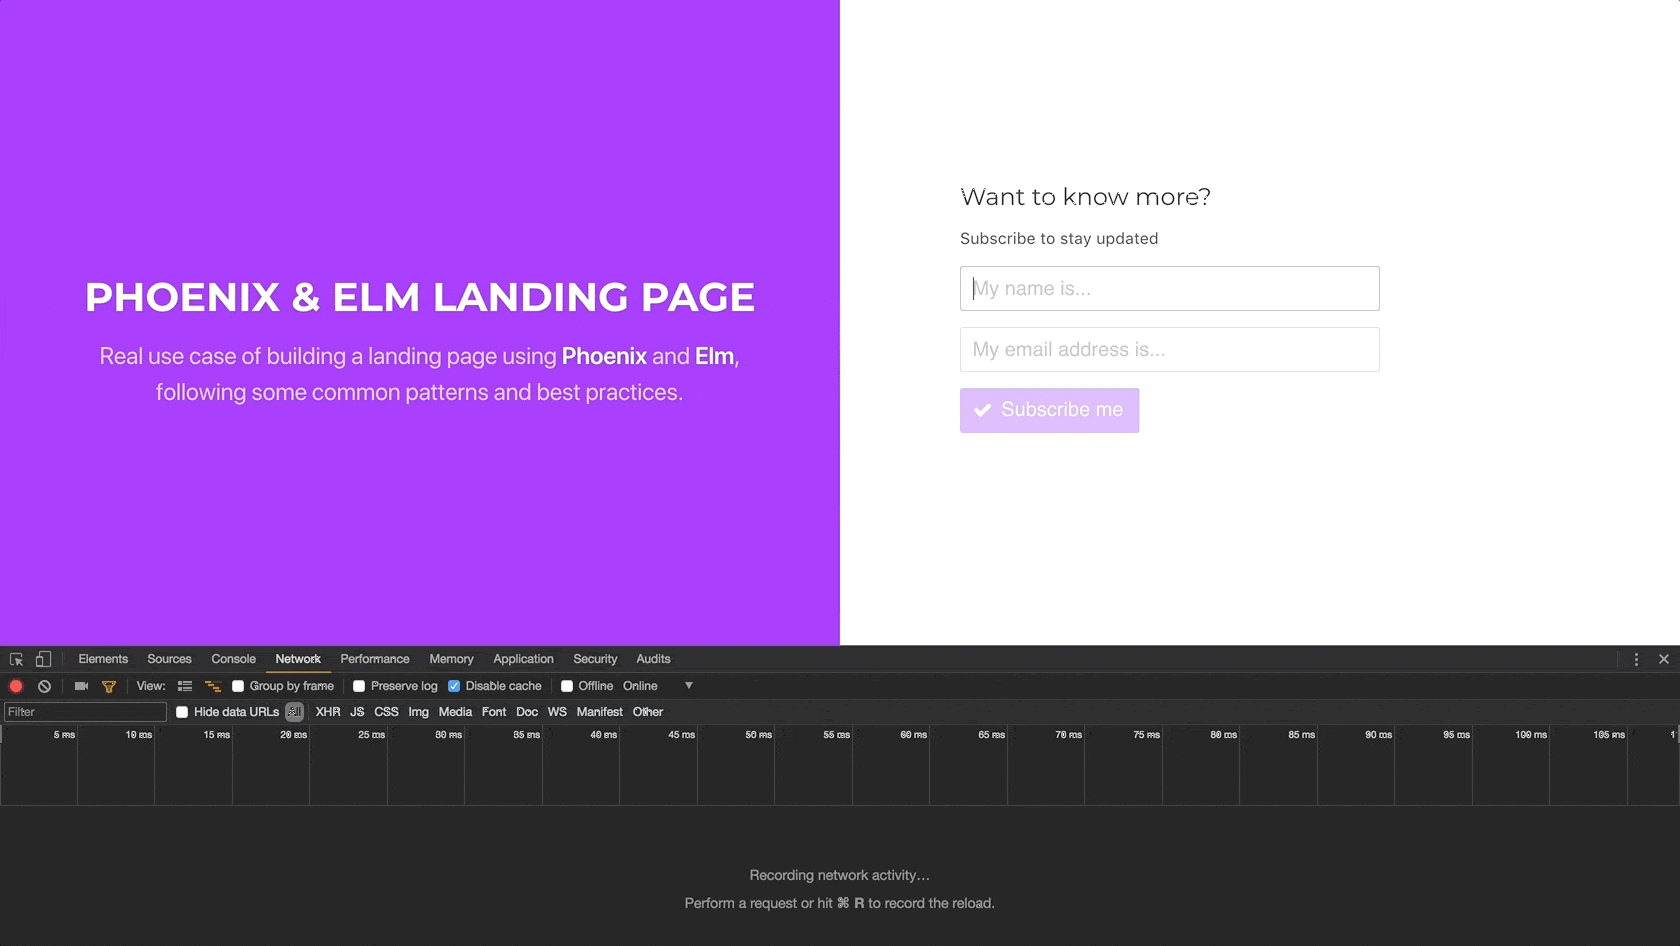 PHOENIX & ELM LANDING PAGE
Real use case of building a landing page using Phoenix and Elm,
following some common patterns and best practices.
Want to know more?
Subscribe to stay updated
My name is...
My email address is...
Subscribe me
Elements Sources Console Network Performance Memory Application Security Audits
View: Group by frame Preserve log Disable cache Offline Online
Filter Hide data URLs All XHR JS CSS Img Media Font Doc WS Manifest Other
5 ms 10 ms 15 ms 20 ms 25 ms 30 ms 35 ms 40 ms 45 ms 50 ms 55 ms 60 ms 65 ms 70 ms 75 ms 80 ms 85 ms 90 ms 95 ms 100 ms 105 ms
Recording network activity...
Perform a request or hit ⌘ R to record the reload.